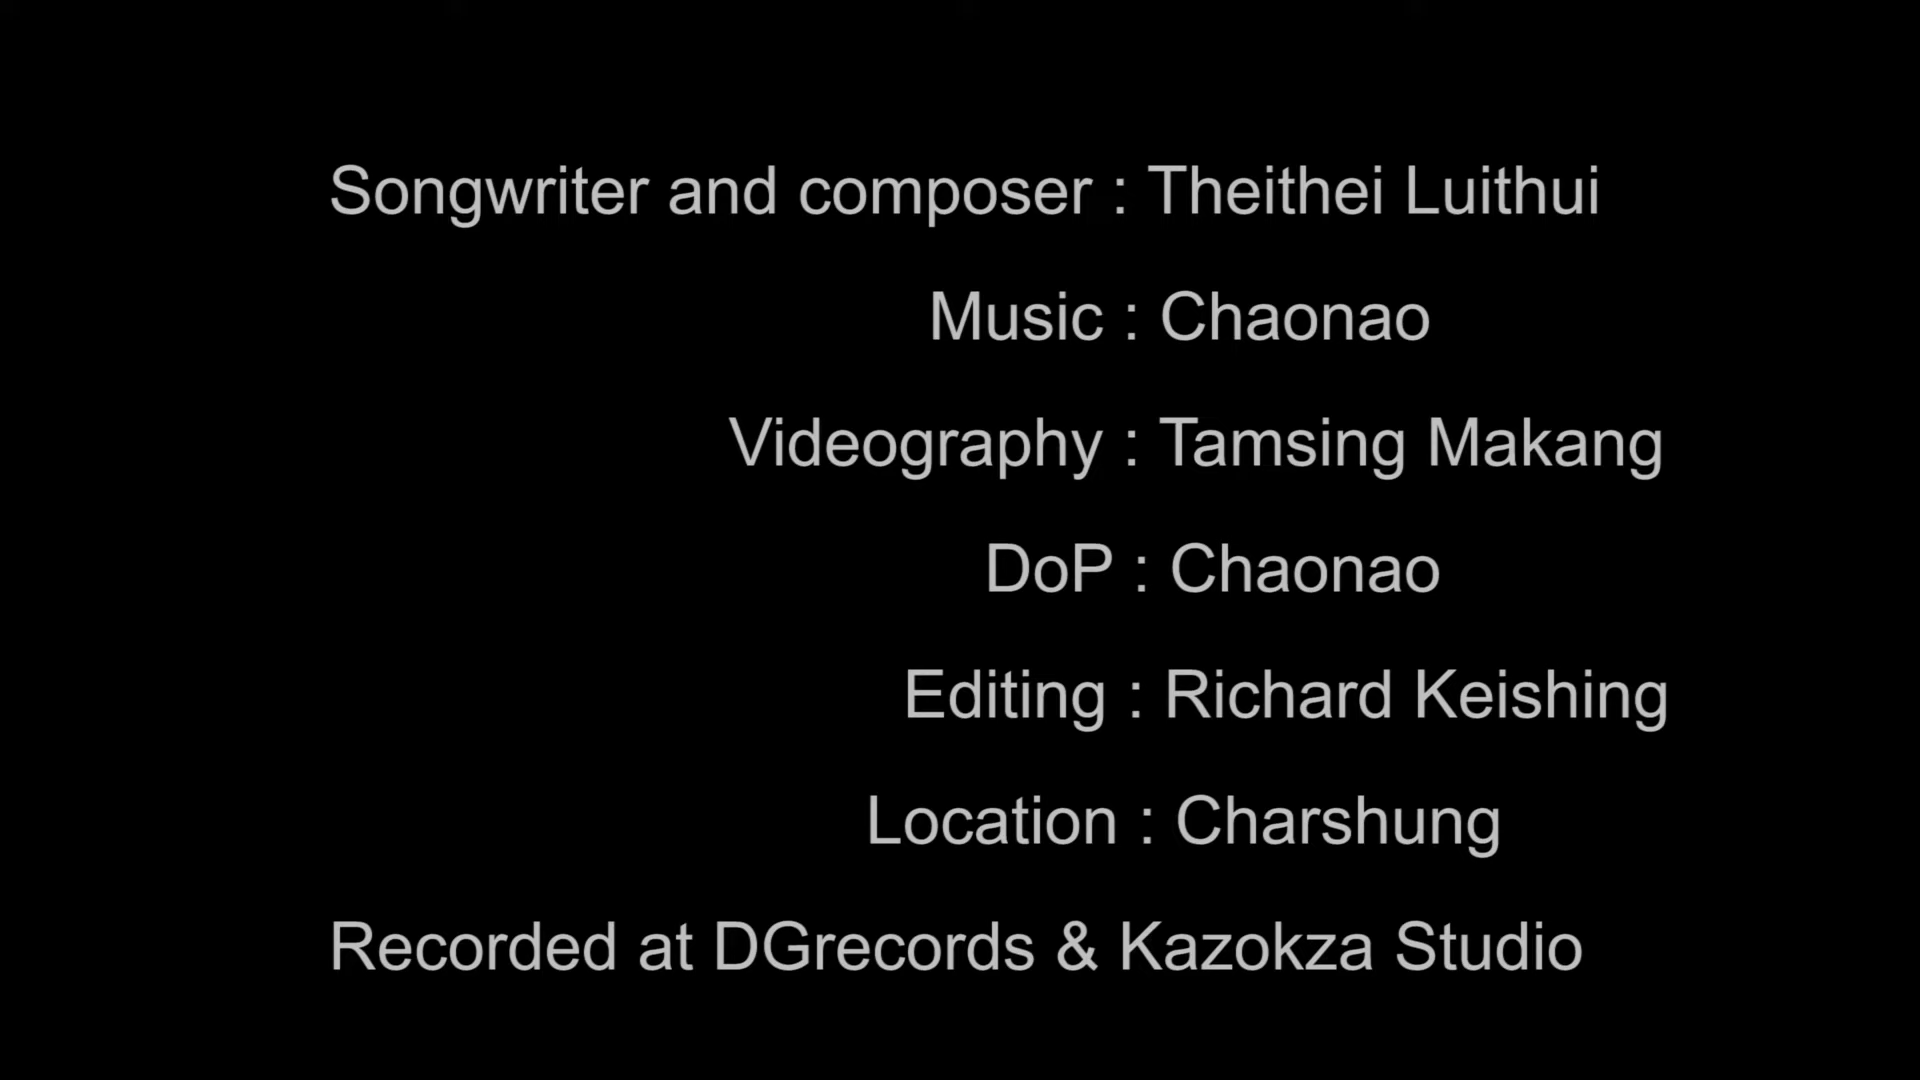 Songwriter and composer : Theithei Luithui
Music : Chaonao
Videography : Tamsing Makang
DoP : Chaonao
Editing : Richard Keishing
Location : Charshung
Recorded at DGrecords & Kazokza Studio